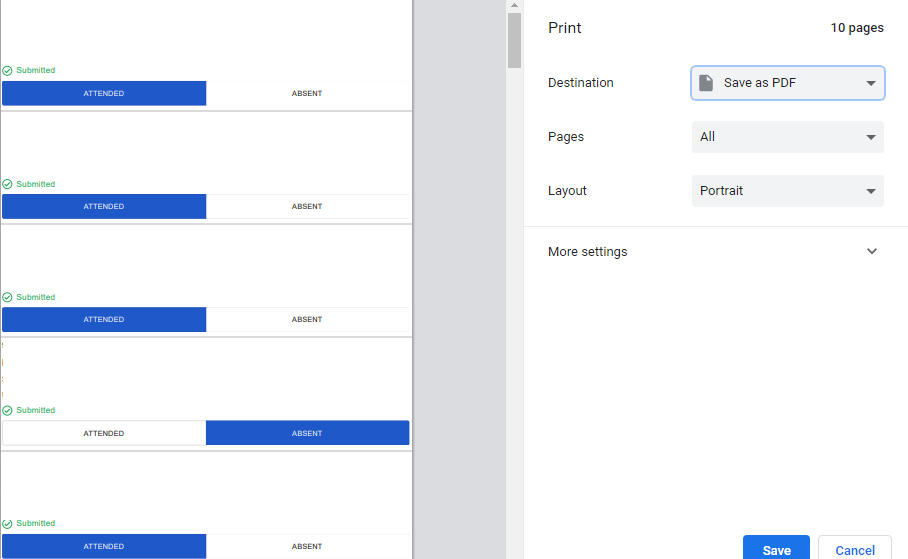 Submitted
ATTENDED ABSENT
Submitted
ATTENDED ABSENT
Submitted
ATTENDED ABSENT
Submitted
ATTENDED ABSENT
Submitted
ATTENDED ABSENT
Print 10 pages
Destination Save as PDF
Pages All
Layout Portrait
More settings
Save Cancel